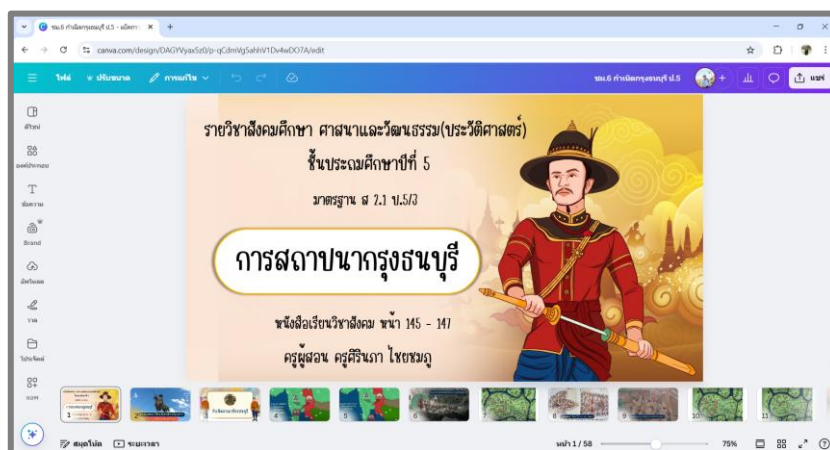 ชม.6 กำเนิดกรุงธนบุรี ป.5 -
canva.com/design/DAGYVyax5z0/p-qCdmVg5ahhV1Dv4wDO7A/edit
ไฟล์ ปรับขนาด การแก้ไข
ชม.6 กำเนิดกรุงธนบุรี ป.5
แชร์
ดีไซน์
องค์ประกอบ
ข้อความ
Brand
อัพโหลด
วาด
โปรเจ็คต์
แอพ
รายวิชาสังคมศึกษา ศาสนาและวัฒนธรรม(ประวัติศาสตร์)
ชั้นประถมศึกษาปีที่ 5
มาตรฐาน ส 2.1 ป.5/3
การสถาปนากรุงธนบุรี
หนังสือเรียนวิชาสังคม หน้า 145 - 147
ครูผู้สอน ครูศิรินภา ไชยชมภู
1 2 4 5 6 7 8 9 10 11
สมุดโน้ต ระยะเวลา
หน้า 1 / 58
75%